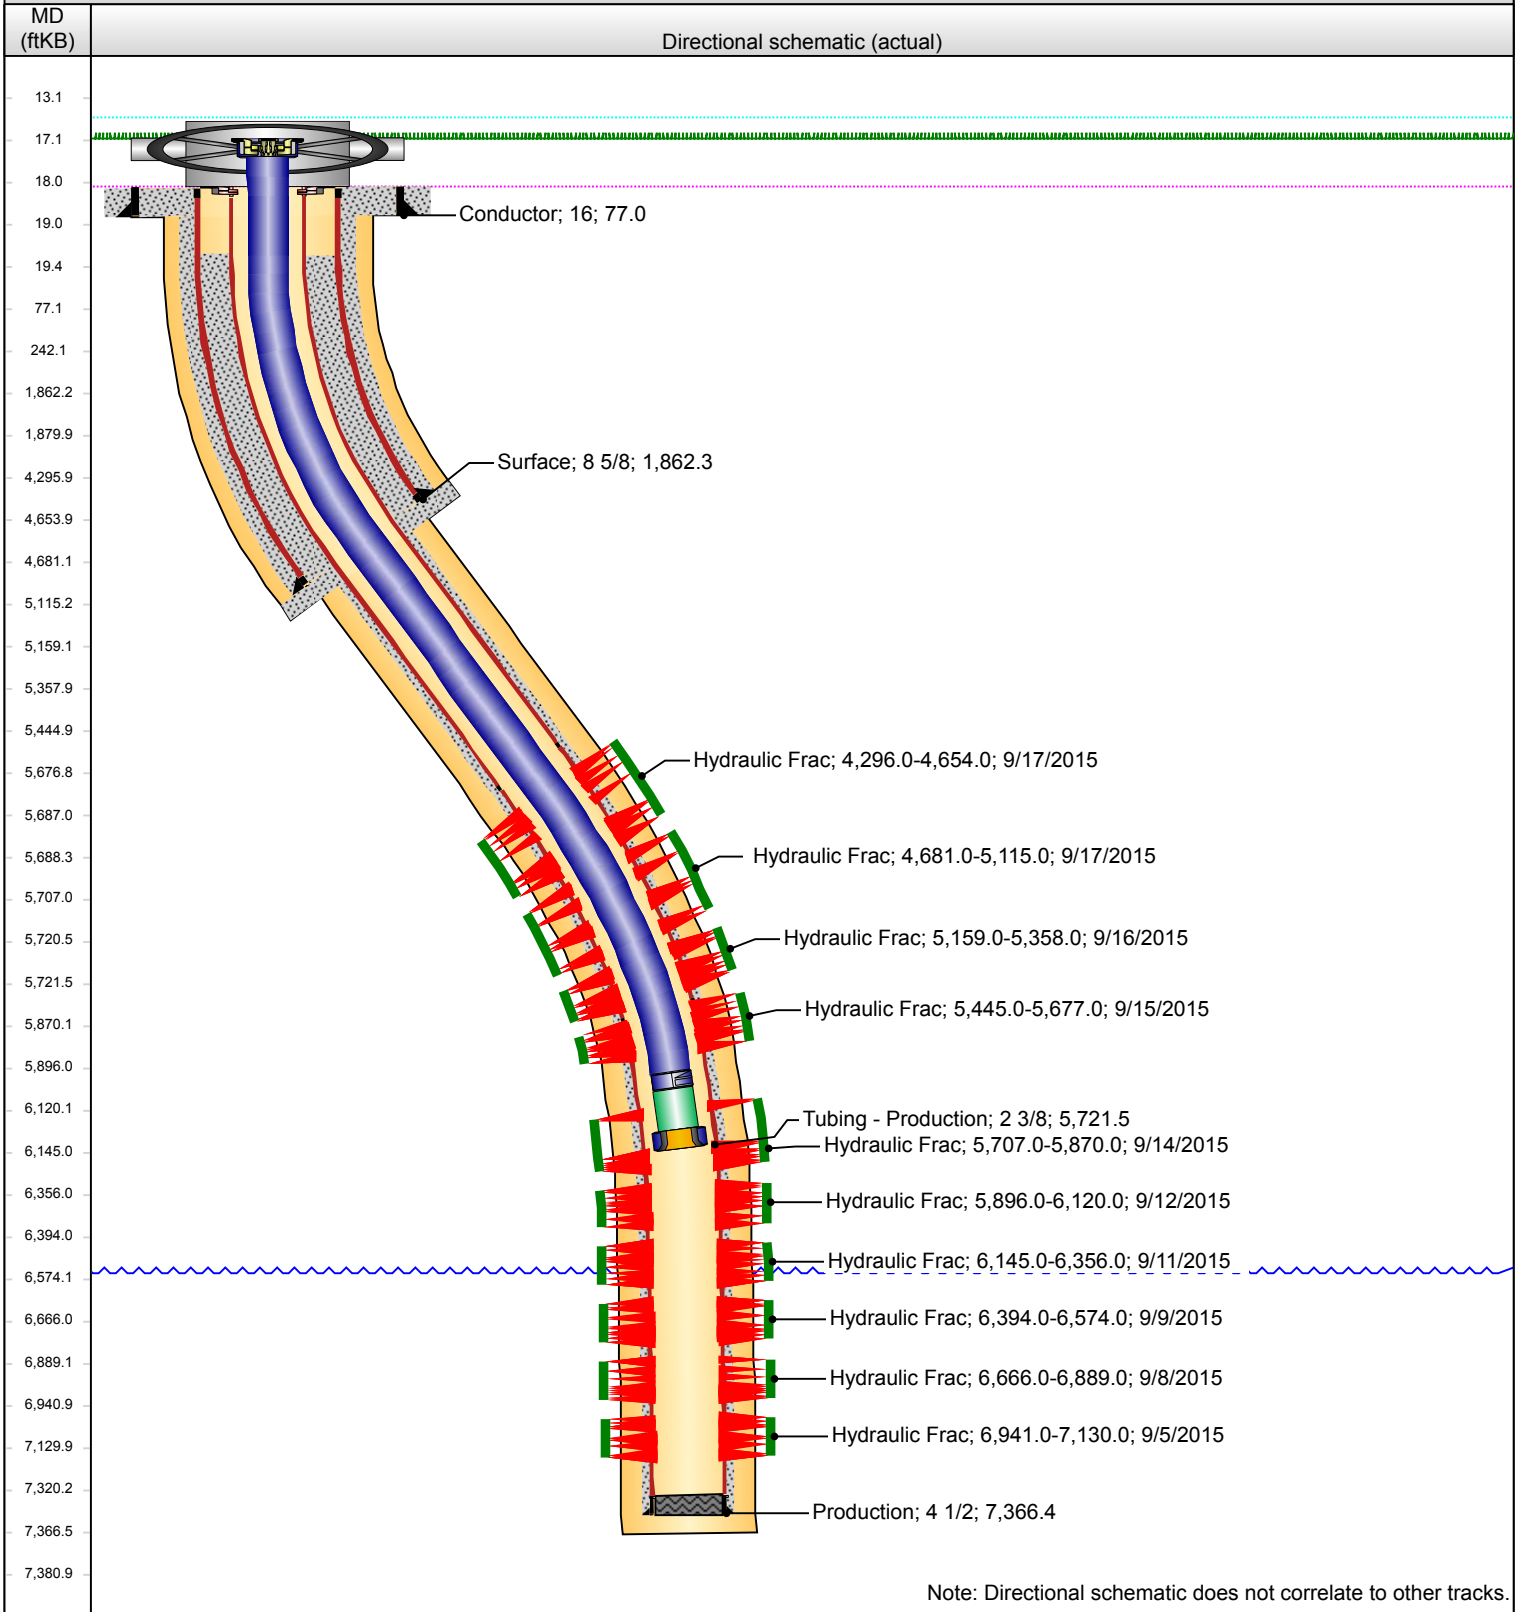 MD
(ftKB)
Directional schematic (actual)
13.1
17.1
18.0
19.0
19.4
77.1
242.1
1,862.2
1,879.9
4,295.9
4,653.9
4,681.1
5,115.2
5,159.1
5,357.9
5,444.9
5,676.8
5,687.0
5,688.3
5,707.0
5,720.5
5,721.5
5,870.1
5,896.0
6,120.1
6,145.0
6,356.0
6,394.0
6,574.1
6,666.0
6,889.1
6,940.9
7,129.9
7,320.2
7,366.5
7,380.9
Conductor; 16; 77.0
Surface; 8 5/8; 1,862.3
Hydraulic Frac; 4,296.0-4,654.0; 9/17/2015
Hydraulic Frac; 4,681.0-5,115.0; 9/17/2015
Hydraulic Frac; 5,159.0-5,358.0; 9/16/2015
Hydraulic Frac; 5,445.0-5,677.0; 9/15/2015
Tubing - Production; 2 3/8; 5,721.5
Hydraulic Frac; 5,707.0-5,870.0; 9/14/2015
Hydraulic Frac; 5,896.0-6,120.0; 9/12/2015
Hydraulic Frac; 6,145.0-6,356.0; 9/11/2015
Hydraulic Frac; 6,394.0-6,574.0; 9/9/2015
Hydraulic Frac; 6,666.0-6,889.0; 9/8/2015
Hydraulic Frac; 6,941.0-7,130.0; 9/5/2015
Production; 4 1/2; 7,366.4
Note: Directional schematic does not correlate to other tracks.